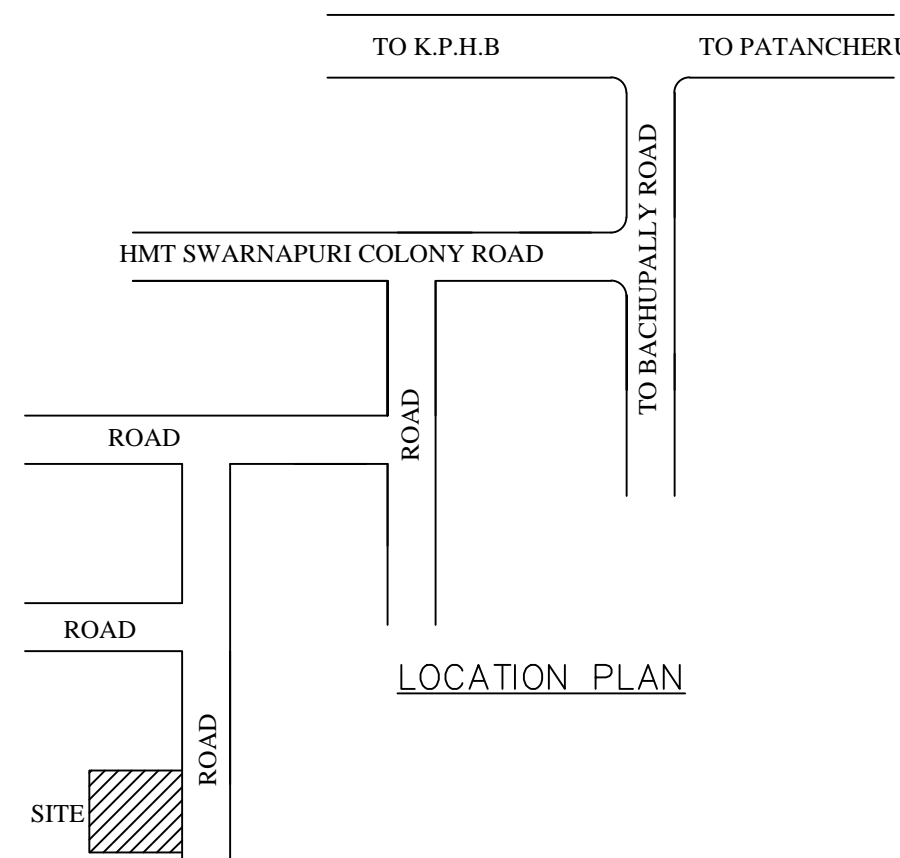 TO K.P.H.B
TO PATANCHERU
TO BACHUPALLY ROAD
HMT SWARNAPURI COLONY ROAD
ROAD
ROAD
ROAD
LOCATION PLAN
ROAD
SITE